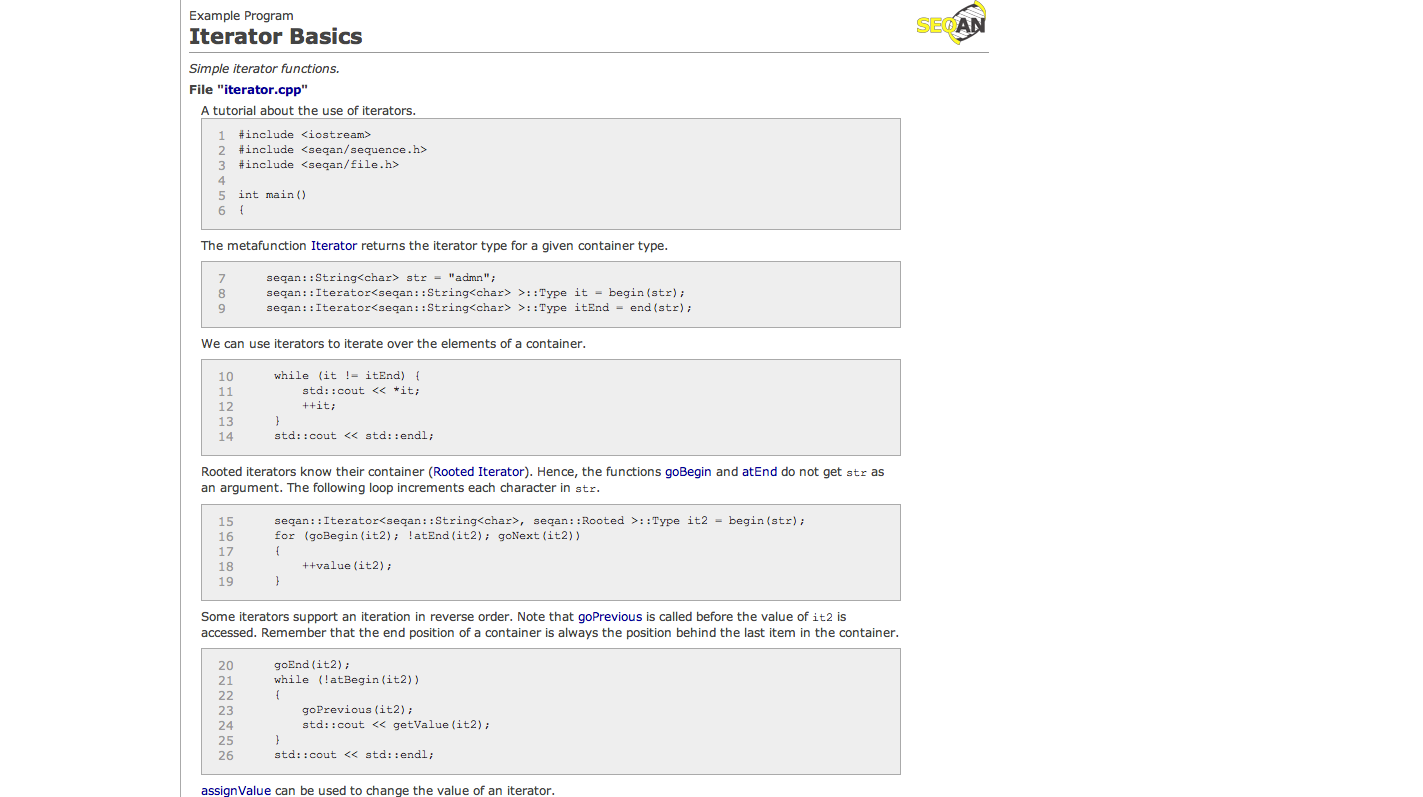 Example Program
SEQAN
Iterator Basics
Simple iterator functions.
File "iterator.cpp"
A tutorial about the use of iterators.
1 #include <iostream>
2 #include <seqan/sequence.h>
3 #include <seqan/file.h>
4
5 int main()
6 {
The metafunction Iterator returns the iterator type for a given container type.
7 seqan::String<char> str = "admn";
8 seqan::Iterator<seqan::String<char> >::Type it = begin(str);
9 seqan::Iterator<seqan::String<char> >::Type itEnd = end(str);
We can use iterators to iterate over the elements of a container.
10 while (it != itEnd) {
11 std::cout << *it;
12 ++it;
13 }
14 std::cout << std::endl;
Rooted iterators know their container (Rooted Iterator). Hence, the functions goBegin and atEnd do not get str as
an argument. The following loop increments each character in str.
15 seqan::Iterator<seqan::String<char>, seqan::Rooted >::Type it2 = begin(str);
16 for (goBegin(it2); !atEnd(it2); goNext(it2))
17 {
18 ++value(it2);
19 }
Some iterators support an iteration in reverse order. Note that goPrevious is called before the value of it2 is
accessed. Remember that the end position of a container is always the position behind the last item in the container.
20 goEnd(it2);
21 while (!atBegin(it2))
22 {
23 goPrevious(it2);
24 std::cout << getValue(it2);
25 }
26 std::cout << std::endl;
assignValue can be used to change the value of an iterator.